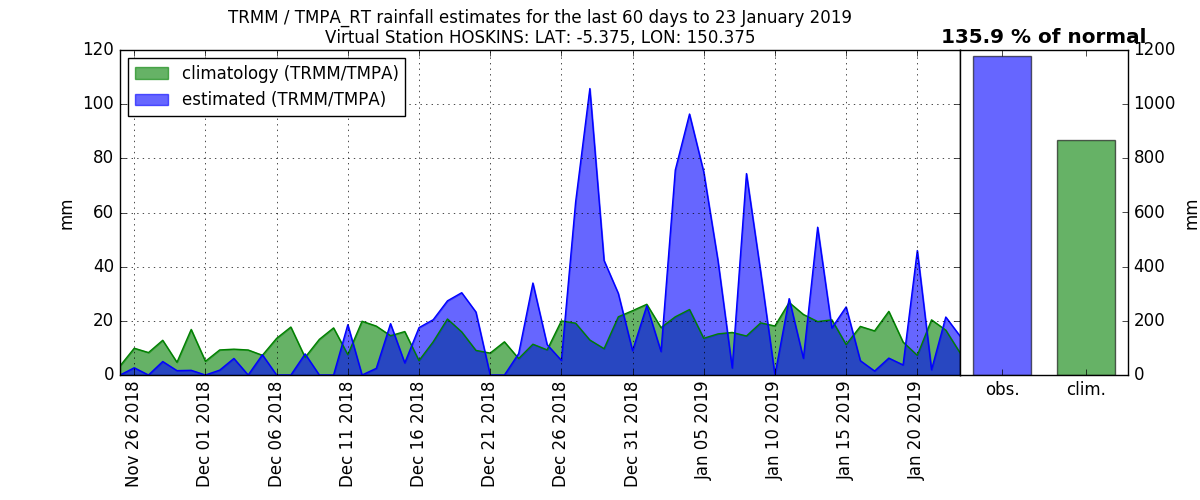 TRMM / TMPA_RT rainfall estimates for the last 60 days to 23 January 2019
Virtual Station HOSKINS: LAT: -5.375, LON: 150.375
135.9 % of normal
climatology (TRMM/TMPA)
estimated (TRMM/TMPA)
120
100
80
60
40
20
0
mm
1200
1000
800
600
400
200
0
mm
obs.
clim.
Nov 26 2018
Dec 01 2018
Dec 06 2018
Dec 11 2018
Dec 16 2018
Dec 21 2018
Dec 26 2018
Dec 31 2018
Jan 05 2019
Jan 10 2019
Jan 15 2019
Jan 20 2019